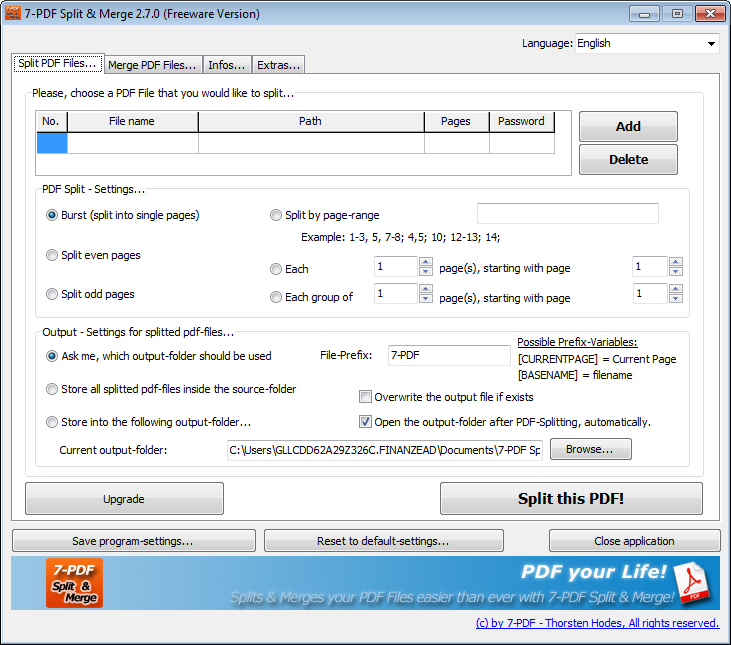 7-PDF Split & Merge 2.7.0 (Freeware Version)
Language: English
Split PDF Files... Merge PDF Files... Infos... Extras...
Please, choose a PDF File that you would like to split...
No. File name Path Pages Password
Add
Delete
PDF Split - Settings...
Burst (split into single pages) Split by page-range
Example: 1-3, 5, 7-8; 4,5; 10; 12-13; 14;
Split even pages
Each 1 page(s), starting with page 1
Split odd pages
Each group of 1 page(s), starting with page 1
Output - Settings for splitted pdf-files...
Ask me, which output-folder should be used File-Prefix: 7-PDF
Possible Prefix-Variables:
[CURRENTPAGE] = Current Page
[BASENAME] = filename
Store all splitted pdf-files inside the source-folder
Overwrite the output file if exists
Store into the following output-folder...
Open the output-folder after PDF-Splitting, automatically.
Current output-folder: C:\Users\GLLCDD62A29Z326C.FINANZEAD\Documents\7-PDF Sp Browse...
Upgrade Split this PDF!
Save program-settings... Reset to default-settings... Close application
7-PDF
Split &
Merge
PDF your Life!
Splits & Merges your PDF Files easier than ever with 7-PDF Split & Merge!
PDF
(c) by 7-PDF - Thorsten Hodes, All rights reserved.